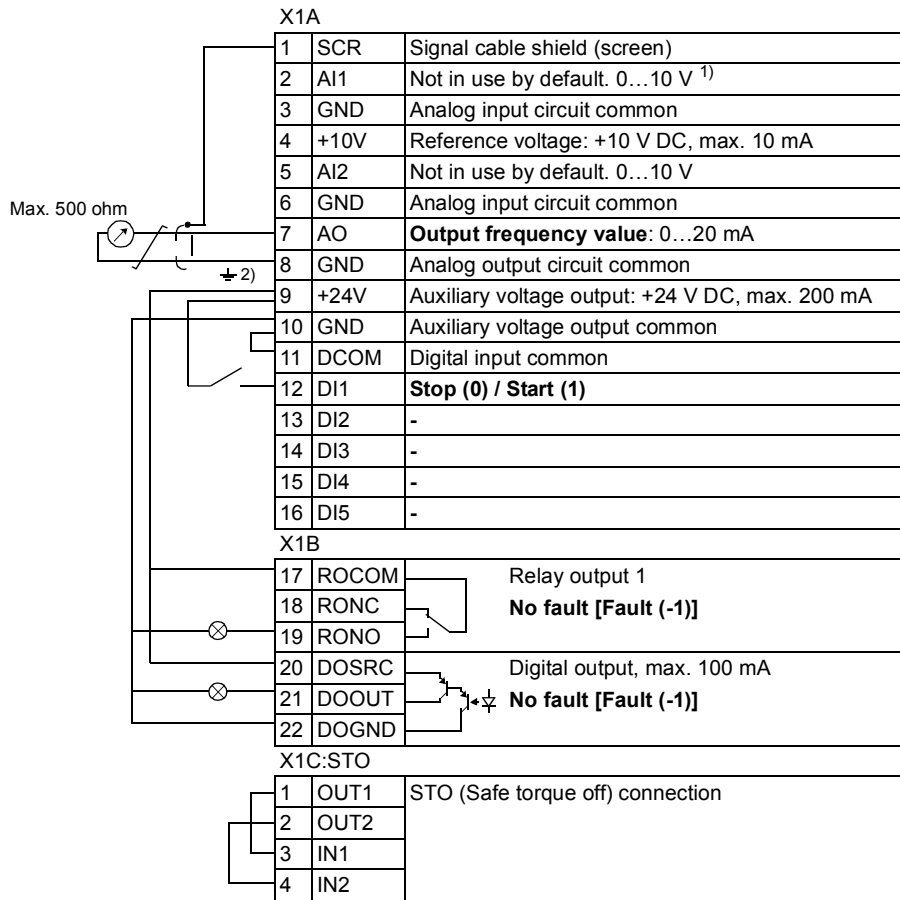 X1A
1 SCR Signal cable shield (screen)
2 AI1 Not in use by default. 0…10 V 1)
3 GND Analog input circuit common
4 +10V Reference voltage: +10 V DC, max. 10 mA
5 AI2 Not in use by default. 0…10 V
6 GND Analog input circuit common
Max. 500 ohm
7 AO Output frequency value: 0…20 mA
8 GND Analog output circuit common
2)
9 +24V Auxiliary voltage output: +24 V DC, max. 200 mA
10 GND Auxiliary voltage output common
11 DCOM Digital input common
12 DI1 Stop (0) / Start (1)
13 DI2 -
14 DI3 -
15 DI4 -
16 DI5 -
X1B
17 ROCOM Relay output 1
18 RONC No fault [Fault (-1)]
19 RONO
20 DOSRC Digital output, max. 100 mA
21 DOOUT No fault [Fault (-1)]
22 DOGND
X1C:STO
1 OUT1 STO (Safe torque off) connection
2 OUT2
3 IN1
4 IN2